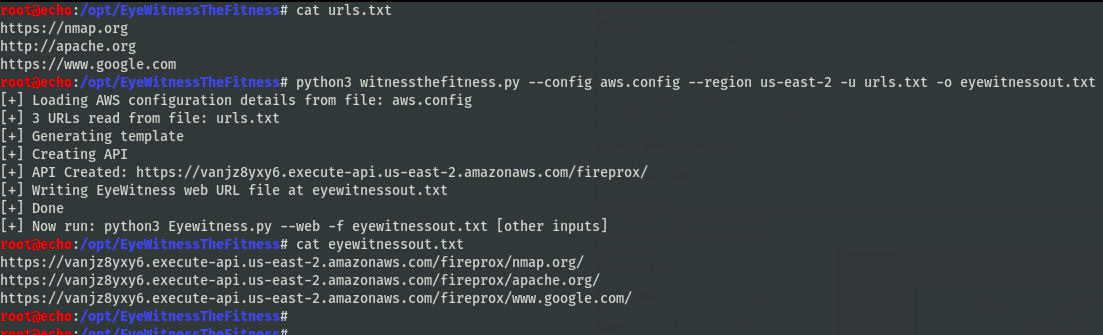 root@echo:/opt/EyeWitnessTheFitness# cat urls.txt
https://nmap.org
http://apache.org
https://www.google.com
root@echo:/opt/EyeWitnessTheFitness# python3 witnessthefitness.py --config aws.config --region us-east-2 -u urls.txt -o eyewitnessout.txt
[+] Loading AWS configuration details from file: aws.config
[+] 3 URLs read from file: urls.txt
[+] Generating template
[+] Creating API
[+] API Created: https://vanjz8yxy6.execute-api.us-east-2.amazonaws.com/fireprox/
[+] Writing EyeWitness web URL file at eyewitnessout.txt
[+] Done
[+] Now run: python3 Eyewitness.py --web -f eyewitnessout.txt [other inputs]
root@echo:/opt/EyeWitnessTheFitness# cat eyewitnessout.txt
https://vanjz8yxy6.execute-api.us-east-2.amazonaws.com/fireprox/nmap.org/
https://vanjz8yxy6.execute-api.us-east-2.amazonaws.com/fireprox/apache.org/
https://vanjz8yxy6.execute-api.us-east-2.amazonaws.com/fireprox/www.google.com/
root@echo:/opt/EyeWitnessTheFitness#
root@echo:/opt/EyeWitnessTheFitness#